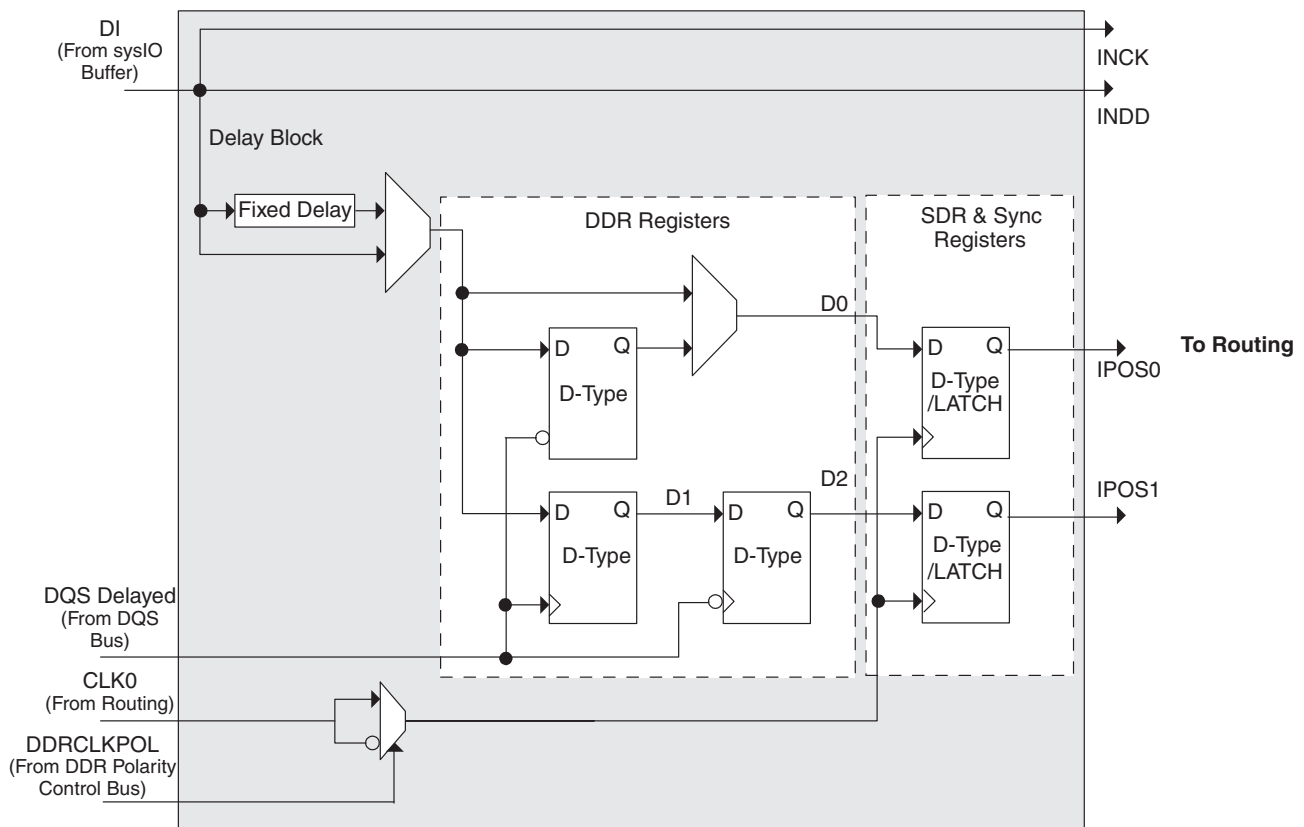 DI
(From sysIO
Buffer)
INCK
INDD
Delay Block
Fixed Delay
DDR Registers
SDR & Sync
Registers
D0
D Q
D-Type
D Q
D-Type
/LATCH
IPOS0
To Routing
D Q
D-Type
D1
D Q
D-Type
D2
D Q
D-Type
/LATCH
IPOS1
DQS Delayed
(From DQS
Bus)
CLK0
(From Routing)
DDRCLKPOL
(From DDR Polarity
Control Bus)